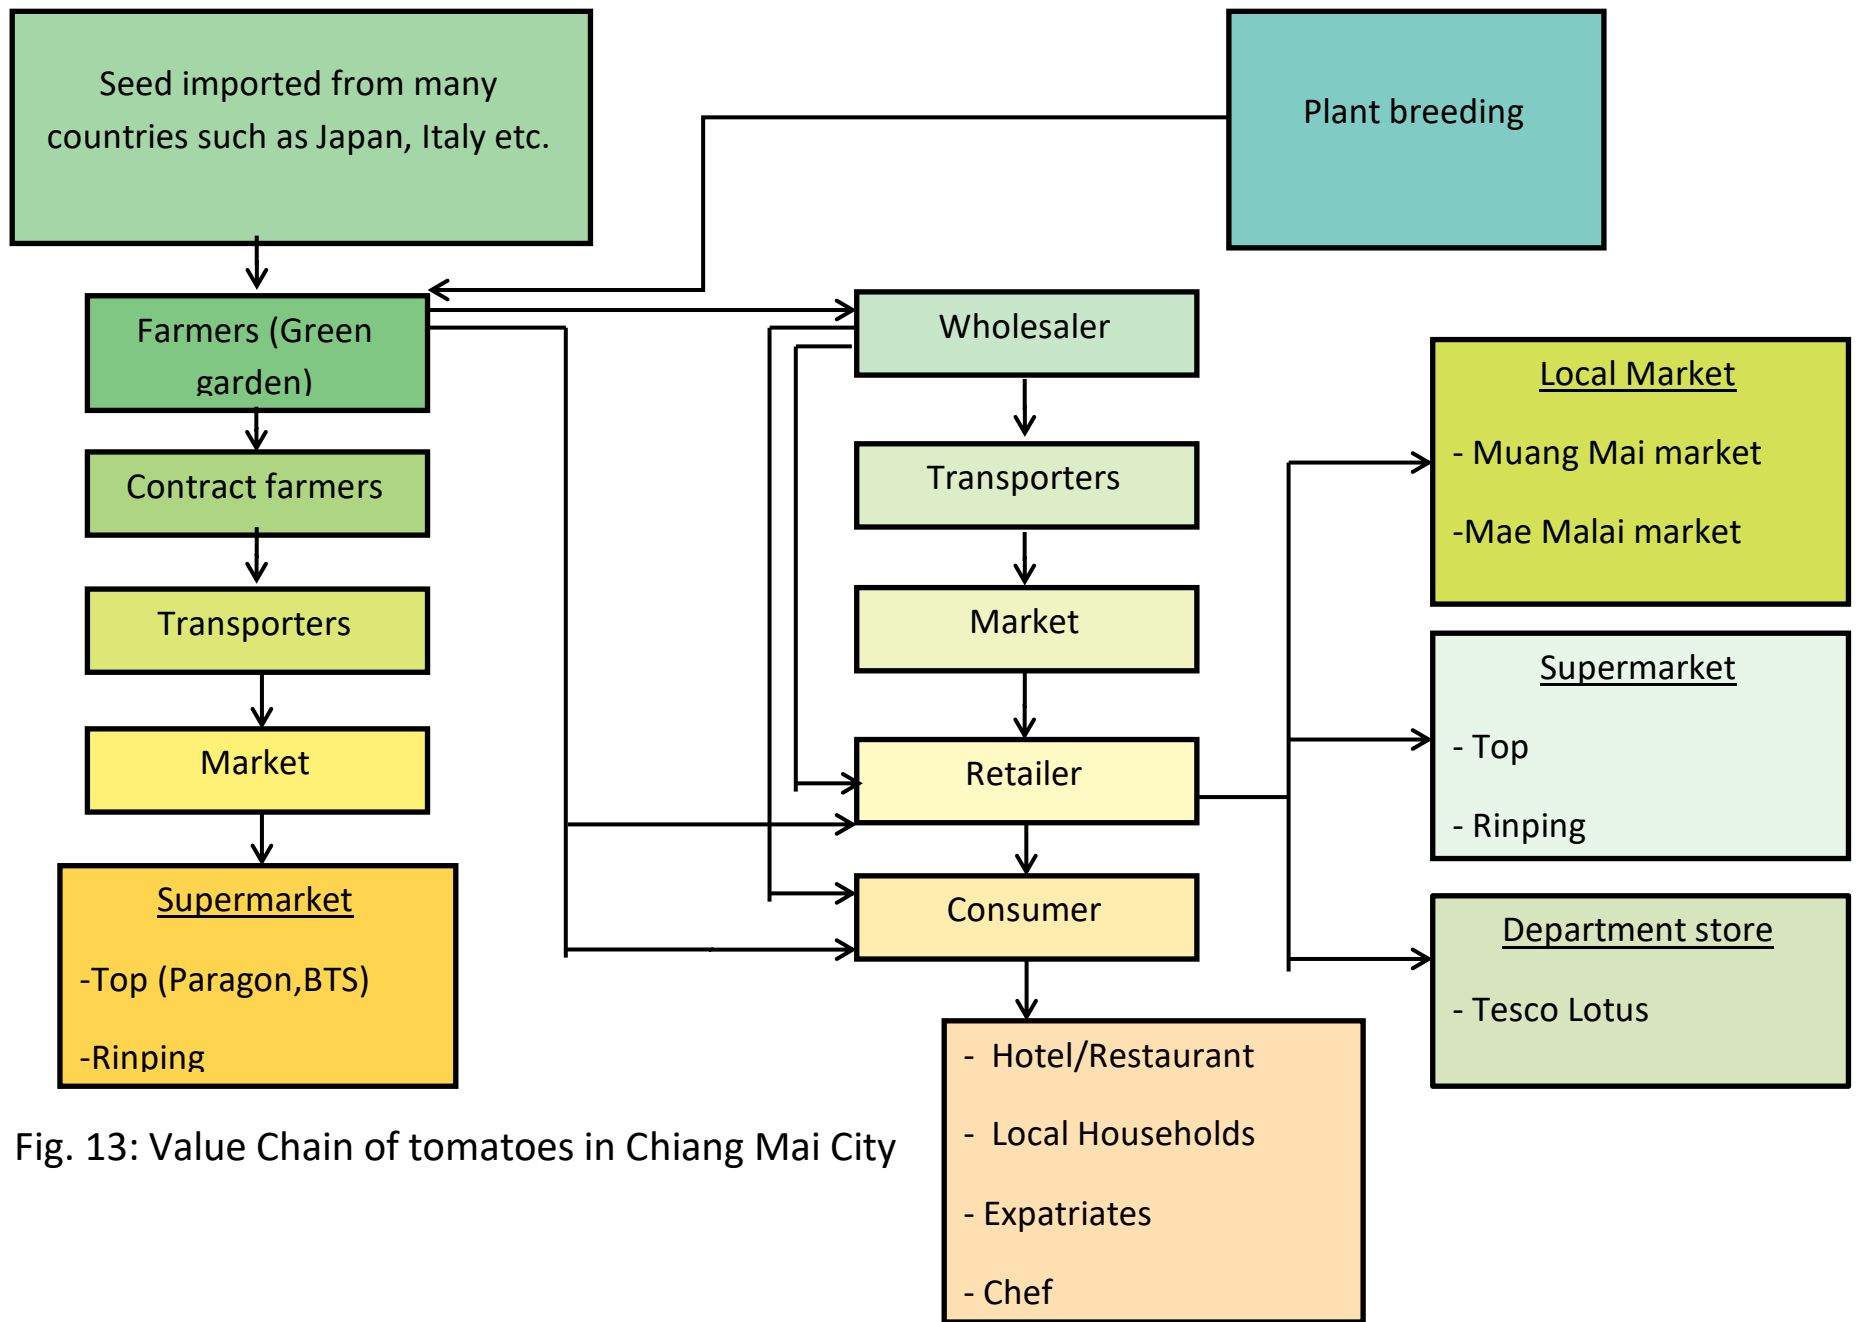 Seed imported from many
countries such as Japan, Italy etc.
Plant breeding
Farmers (Green
garden)
Contract farmers
Transporters
Market
Supermarket
-Top (Paragon,BTS)
-Rinping
Wholesaler
Transporters
Market
Retailer
Consumer
- Hotel/Restaurant
- Local Households
- Expatriates
- Chef
Local Market
- Muang Mai market
-Mae Malai market
Supermarket
- Top
- Rinping
Department store
- Tesco Lotus
Fig. 13: Value Chain of tomatoes in Chiang Mai City